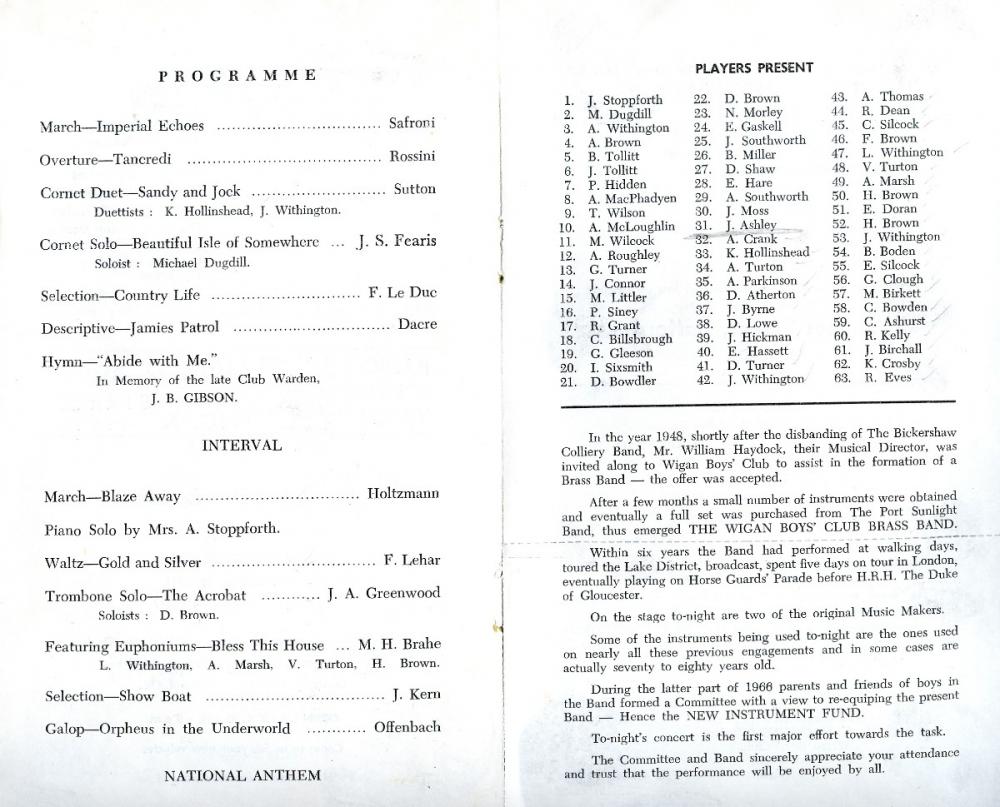 PROGRAMME
March—Imperial Echoes ................................. Safroni
Overture—Tancredi ....................................... Rossini
Cornet Duet—Sandy and Jock ........................... Sutton
Duettists : K. Hollinshead, J. Withington.
Cornet Solo—Beautiful Isle of Somewhere ... J. S. Fearis
Soloist : Michael Dugdill.
Selection—Country Life .............................. F. Le Duc
Descriptive—Jamies Patrol ................................ Dacre
Hymn—“Abide with Me.”
In Memory of the late Club Warden,
J. B. GIBSON.
INTERVAL
March—Blaze Away ................................. Holtzmann
Piano Solo by Mrs. A. Stoppforth.
Waltz—Gold and Silver ................................. F. Lehar
Trombone Solo—The Acrobat ............ J. A. Greenwood
Soloists : D. Brown.
Featuring Euphoniums—Bless This House ... M. H. Brahe
L. Withington, A. Marsh, V. Turton, H. Brown.
Selection—Show Boat .................................... J. Kern
Galop—Orpheus in the Underworld ............ Offenbach
NATIONAL ANTHEM
PLAYERS PRESENT
1. J. Stoppforth
2. M. Dugdill
3. A. Withington
4. A. Brown
5. B. Tollitt
6. J. Tollitt
7. P. Hidden
8. A. MacPhadyen
9. T. Wilson
10. A. McLoughlin
11. M. Wilcock
12. A. Roughley
13. G. Turner
14. J. Connor
15. M. Littler
16. P. Siney
17. R. Grant
18. C. Billsbrough
19. G. Gleeson
20. I. Sixsmith
21. D. Bowdler
22. D. Brown
23. N. Morley
24. E. Gaskell
25. J. Southworth
26. B. Miller
27. D. Shaw
28. E. Hare
29. A. Southworth
30. J. Moss
31. J. Ashley
32. A. Crank
33. K. Hollinshead
34. A. Turton
35. A. Parkinson
36. D. Atherton
37. J. Byrne
38. D. Lowe
39. J. Hickman
40. E. Hassett
41. D. Turner
42. J. Withington
43. A. Thomas
44. R. Dean
45. C. Silcock
46. F. Brown
47. L. Withington
48. V. Turton
49. A. Marsh
50. H. Brown
51. E. Doran
52. H. Brown
53. J. Withington
54. B. Boden
55. E. Silcock
56. G. Clough
57. M. Birkett
58. C. Bowden
59. C. Ashurst
60. R. Kelly
61. J. Birchall
62. K. Crosby
63. R. Eves
In the year 1948, shortly after the disbanding of The Bickershaw
Colliery Band, Mr. William Haydock, their Musical Director, was
invited along to Wigan Boys’ Club to assist in the formation of a
Brass Band — the offer was accepted.
After a few months a small number of instruments were obtained
and eventually a full set was purchased from The Port Sunlight
Band, thus emerged THE WIGAN BOYS’ CLUB BRASS BAND.
Within six years the Band had performed at walking days,
toured the Lake District, broadcast, spent five days on tour in London,
eventually playing on Horse Guards’ Parade before H.R.H. The Duke
of Gloucester.
On the stage to-night are two of the original Music Makers.
Some of the instruments being used to-night are the ones used
on nearly all these previous engagements and in some cases are
actually seventy to eighty years old.
During the latter part of 1966 parents and friends of boys in
the Band formed a Committee with a view to re-equiping the present
Band — Hence the NEW INSTRUMENT FUND.
To-night’s concert is the first major effort towards the task.
The Committee and Band sincerely appreciate your attendance
and trust that the performance will be enjoyed by all.